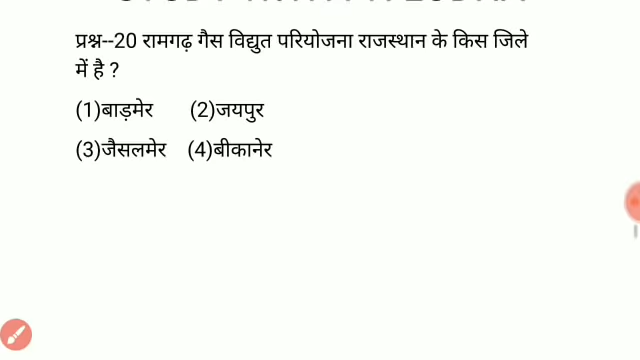 प्रश्न--20 रामगढ़ गैस विद्युत परियोजना राजस्थान के किस जिले
में है ?
(1)बाड़मेर (2)जयपुर
(3)जैसलमेर (4)बीकानेर